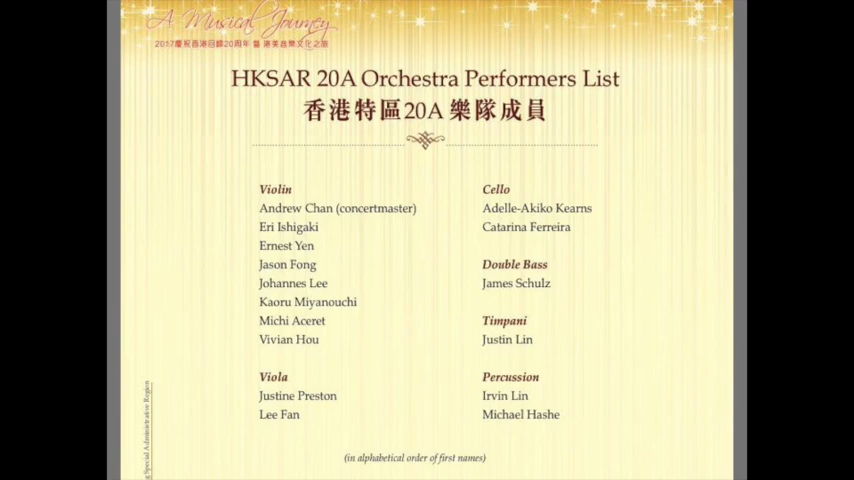 A Musical Journey
2017慶祝香港回歸20周年 暨 港美音樂文化之旅
HKSAR 20A Orchestra Performers List
香港特區20A 樂隊成員
Violin
Andrew Chan (concertmaster)
Eri Ishigaki
Ernest Yen
Jason Fong
Johannes Lee
Kaoru Miyanouchi
Michi Aceret
Vivian Hou
Viola
Justine Preston
Lee Fan
Cello
Adelle-Akiko Kearns
Catarina Ferreira
Double Bass
James Schulz
Timpani
Justin Lin
Percussion
Irvin Lin
Michael Hashe
(in alphabetical order of first names)
g Special Administrative Region